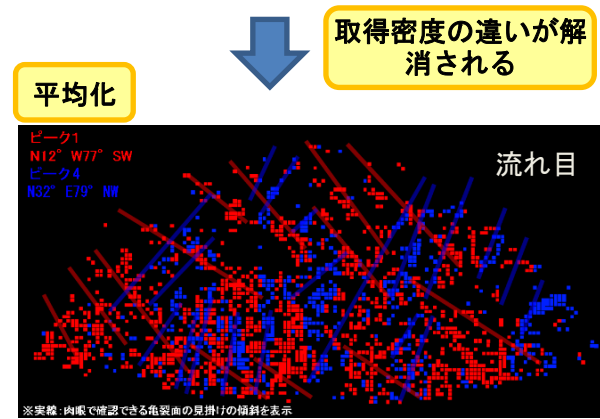 取得密度の違いが解
消される
平均化
ピーク1
N12°W77°SW
ピーク4
N32°E79°NW
流れ目
※実線:肉眼で確認できる亀裂面の見掛けの傾斜を表示